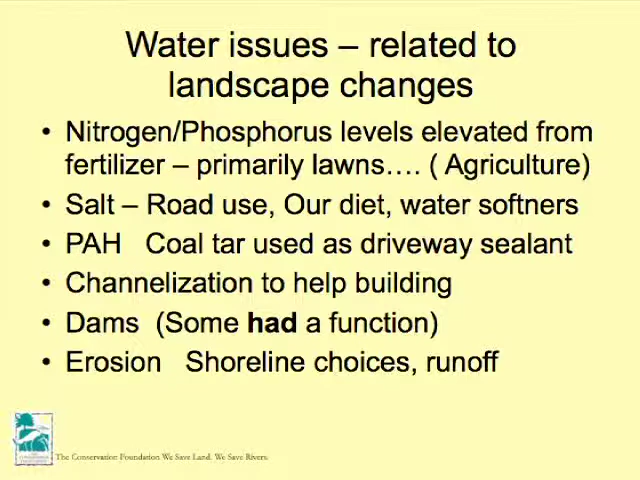 Water issues – related to
landscape changes
• Nitrogen/Phosphorus levels elevated from
fertilizer – primarily lawns…. ( Agriculture)
• Salt – Road use, Our diet, water softners
• PAH   Coal tar used as driveway sealant
• Channelization to help building
• Dams  (Some had a function)
• Erosion   Shoreline choices, runoff
The Conservation Foundation We Save Land. We Save Rivers.